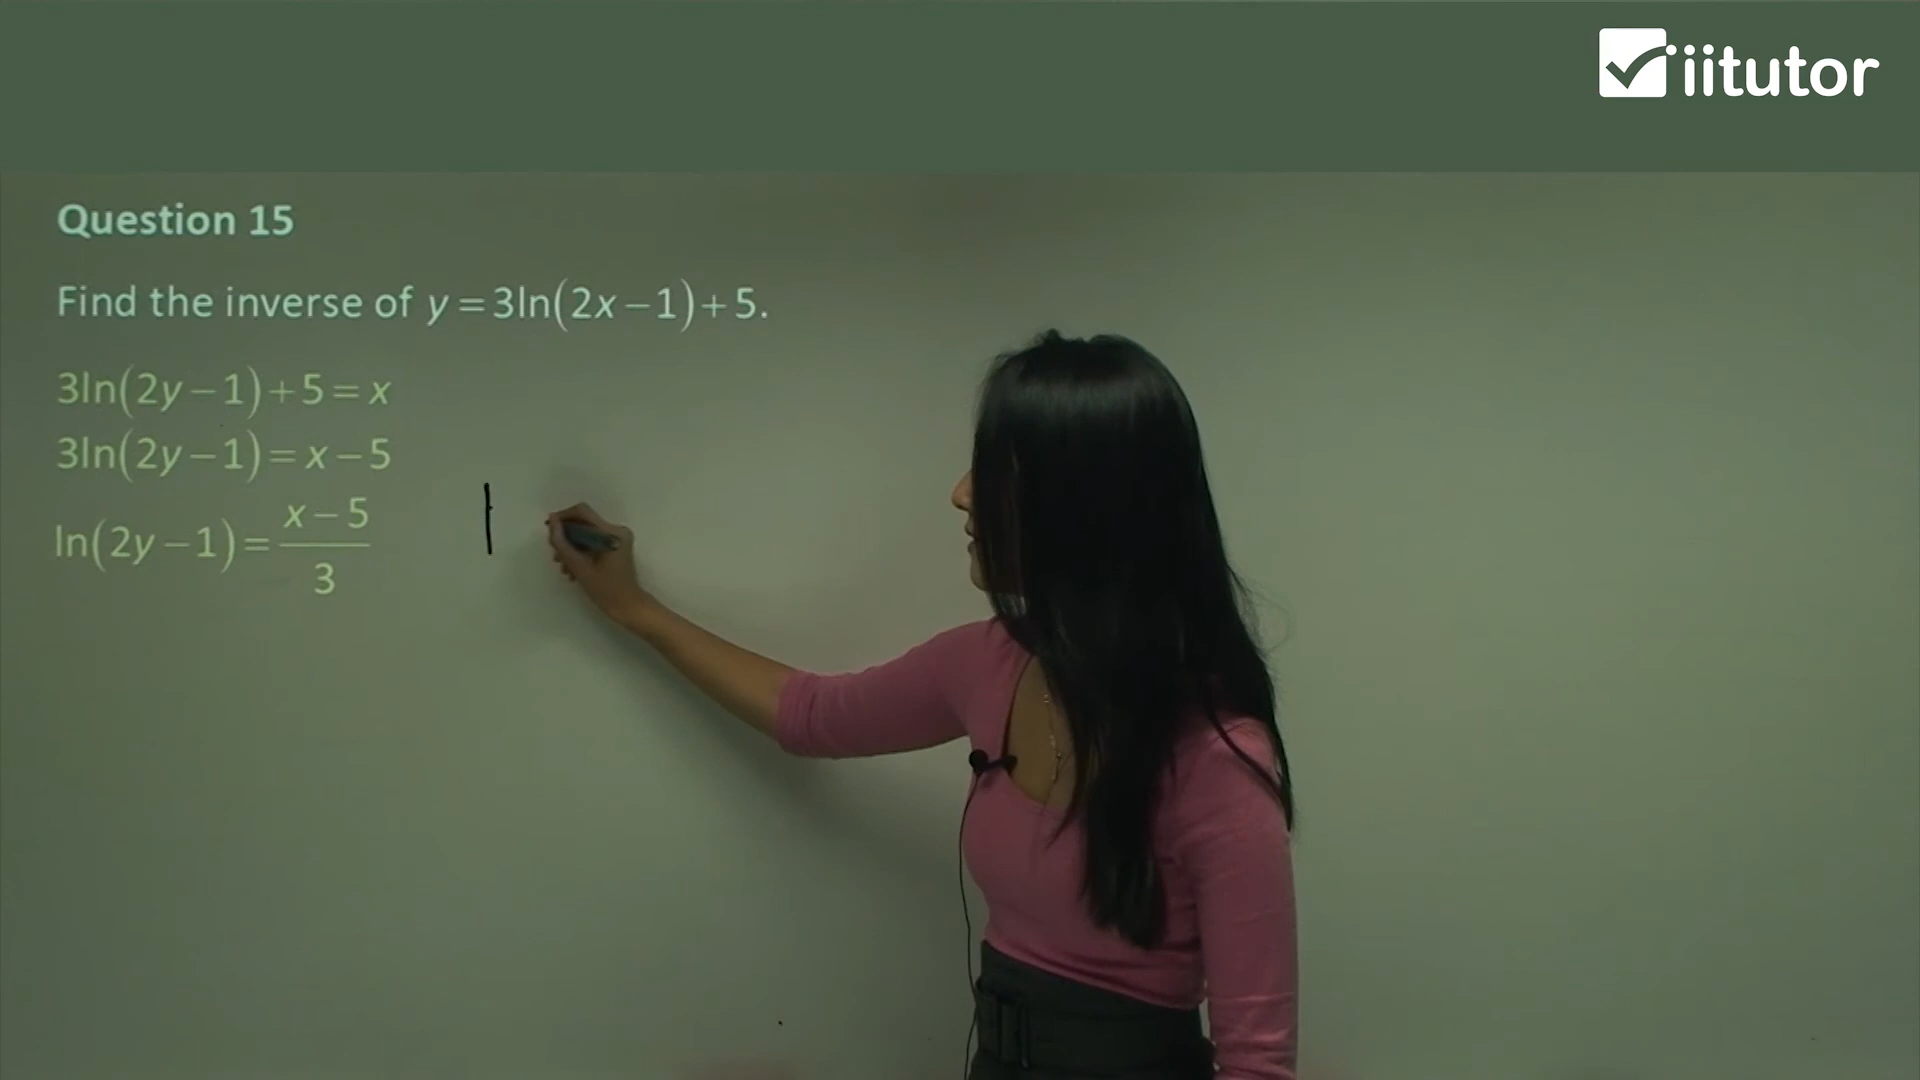 iitutor
Question 15
Find the inverse of y=3ln(2x−1)+5.
3ln(2y−1)+5=x
3ln(2y−1)=x−5
ln(2y−1)=\frac{x−5}{3}